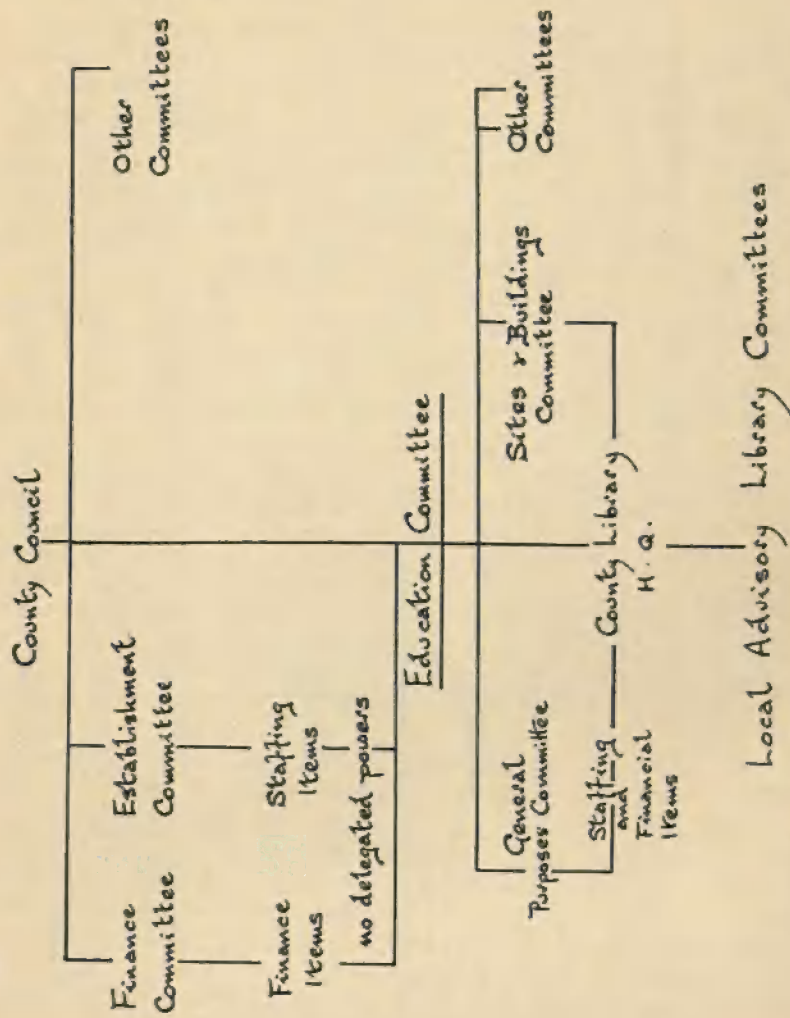 County Council
Finance
Committee
Establishment
Committee
Other
Committees
Finance
Items
Staffing
Items
no delegated powers
Education Committee
General
Purposes Committee
Sites & Buildings
Committee
Other
Committees
Staffing
and
Financial
Items
County Library
H.Q.
Local Advisory Library Committees